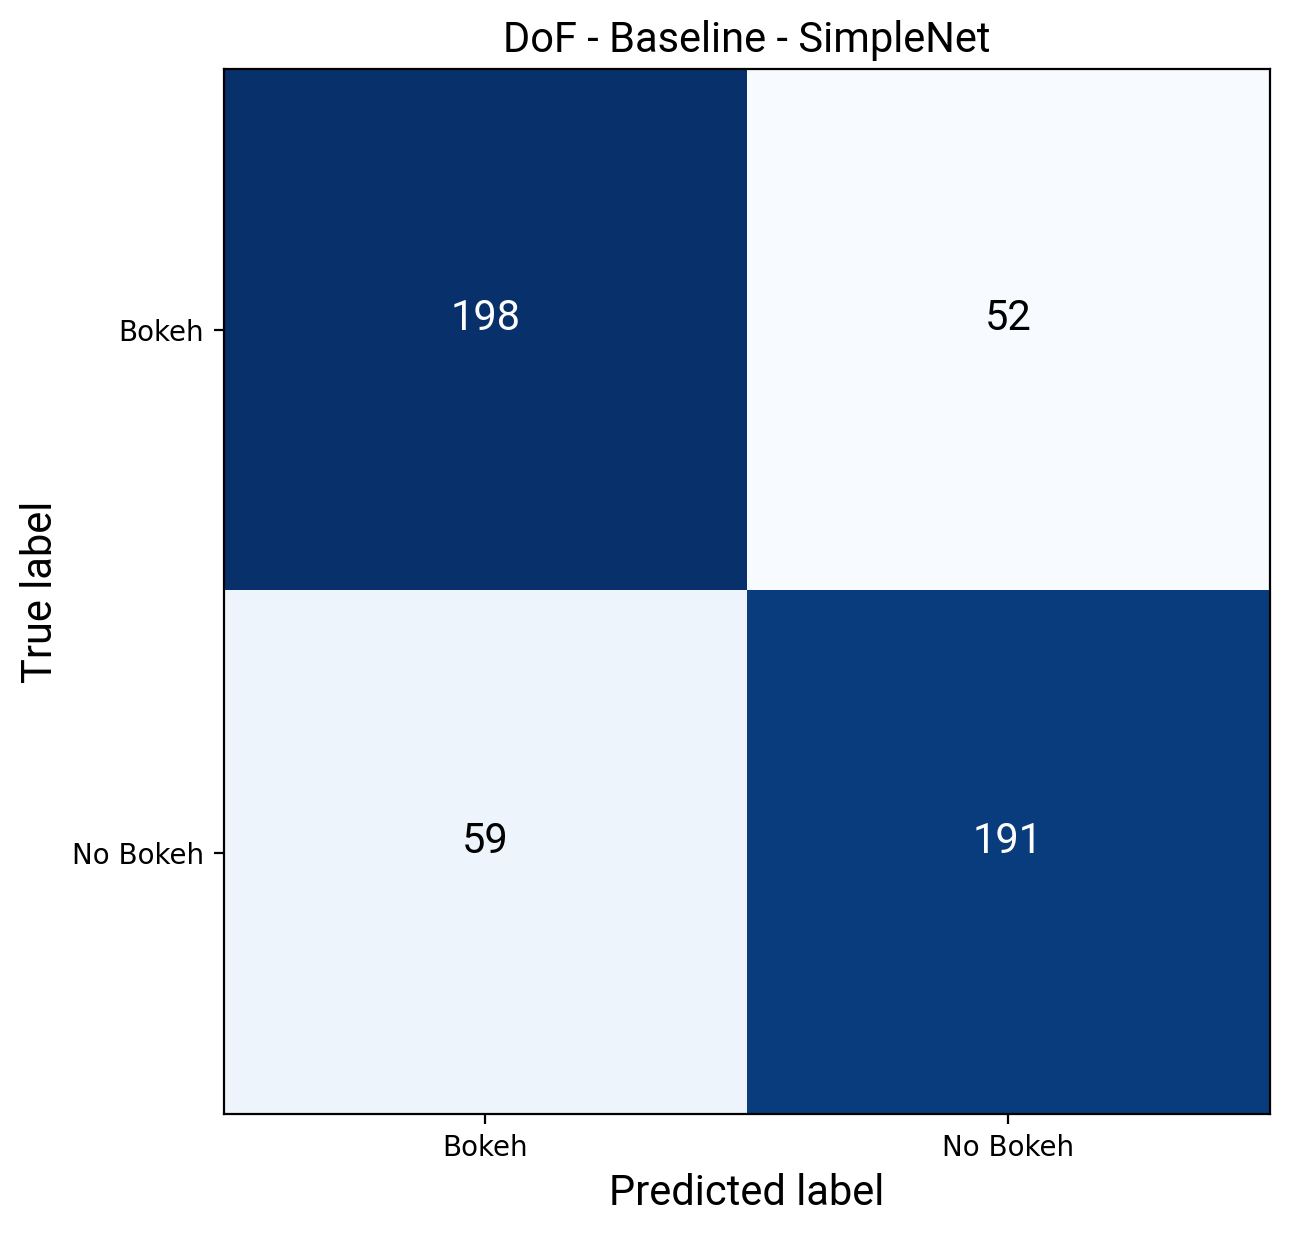 DoF - Baseline - SimpleNet
198
52
Bokeh
True label
59
191
No Bokeh
Bokeh
No Bokeh
Predicted label